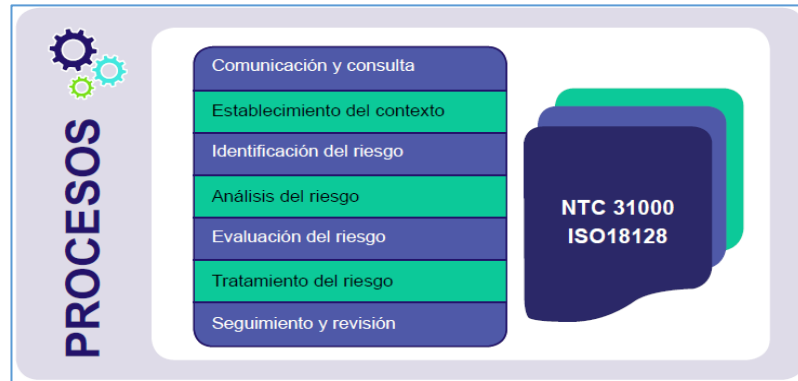 PROCESOS
Comunicación y consulta
Establecimiento del contexto
Identificación del riesgo
Análisis del riesgo
Evaluación del riesgo
Tratamiento del riesgo
Seguimiento y revisión
NTC 31000
ISO18128